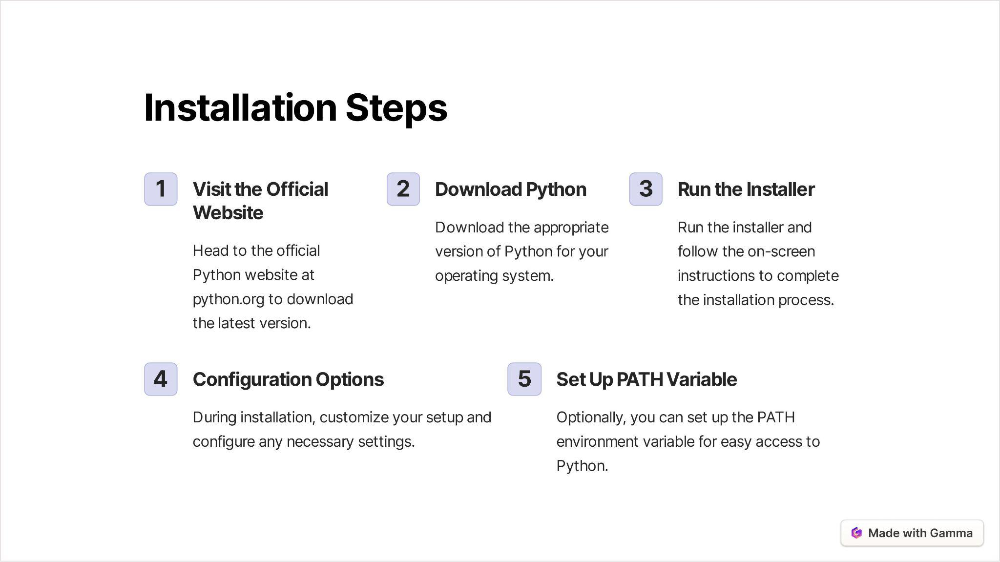 Installation Steps
1
Visit the Official
Website
Head to the official
Python website at
python.org to download
the latest version.
2
Download Python
Download the appropriate
version of Python for your
operating system.
3
Run the Installer
Run the installer and
follow the on-screen
instructions to complete
the installation process.
4
Configuration Options
During installation, customize your setup and
configure any necessary settings.
5
Set Up PATH Variable
Optionally, you can set up the PATH
environment variable for easy access to
Python.
Made with Gamma